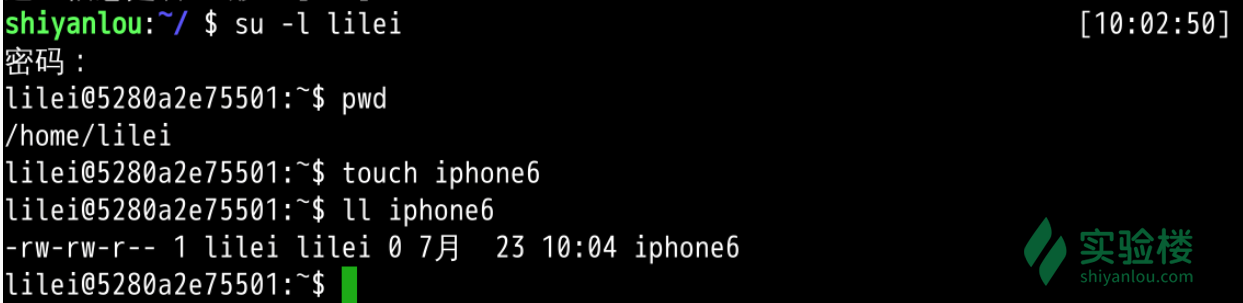 shiyanlou:~/ $ su -l lilei [10:02:50]
密码：
lilei@5280a2e75501:~$ pwd
/home/lilei
lilei@5280a2e75501:~$ touch iphone6
lilei@5280a2e75501:~$ ll iphone6
-rw-rw-r-- 1 lilei lilei 0 7月  23 10:04 iphone6
lilei@5280a2e75501:~$
实验楼
shiyanlou.com